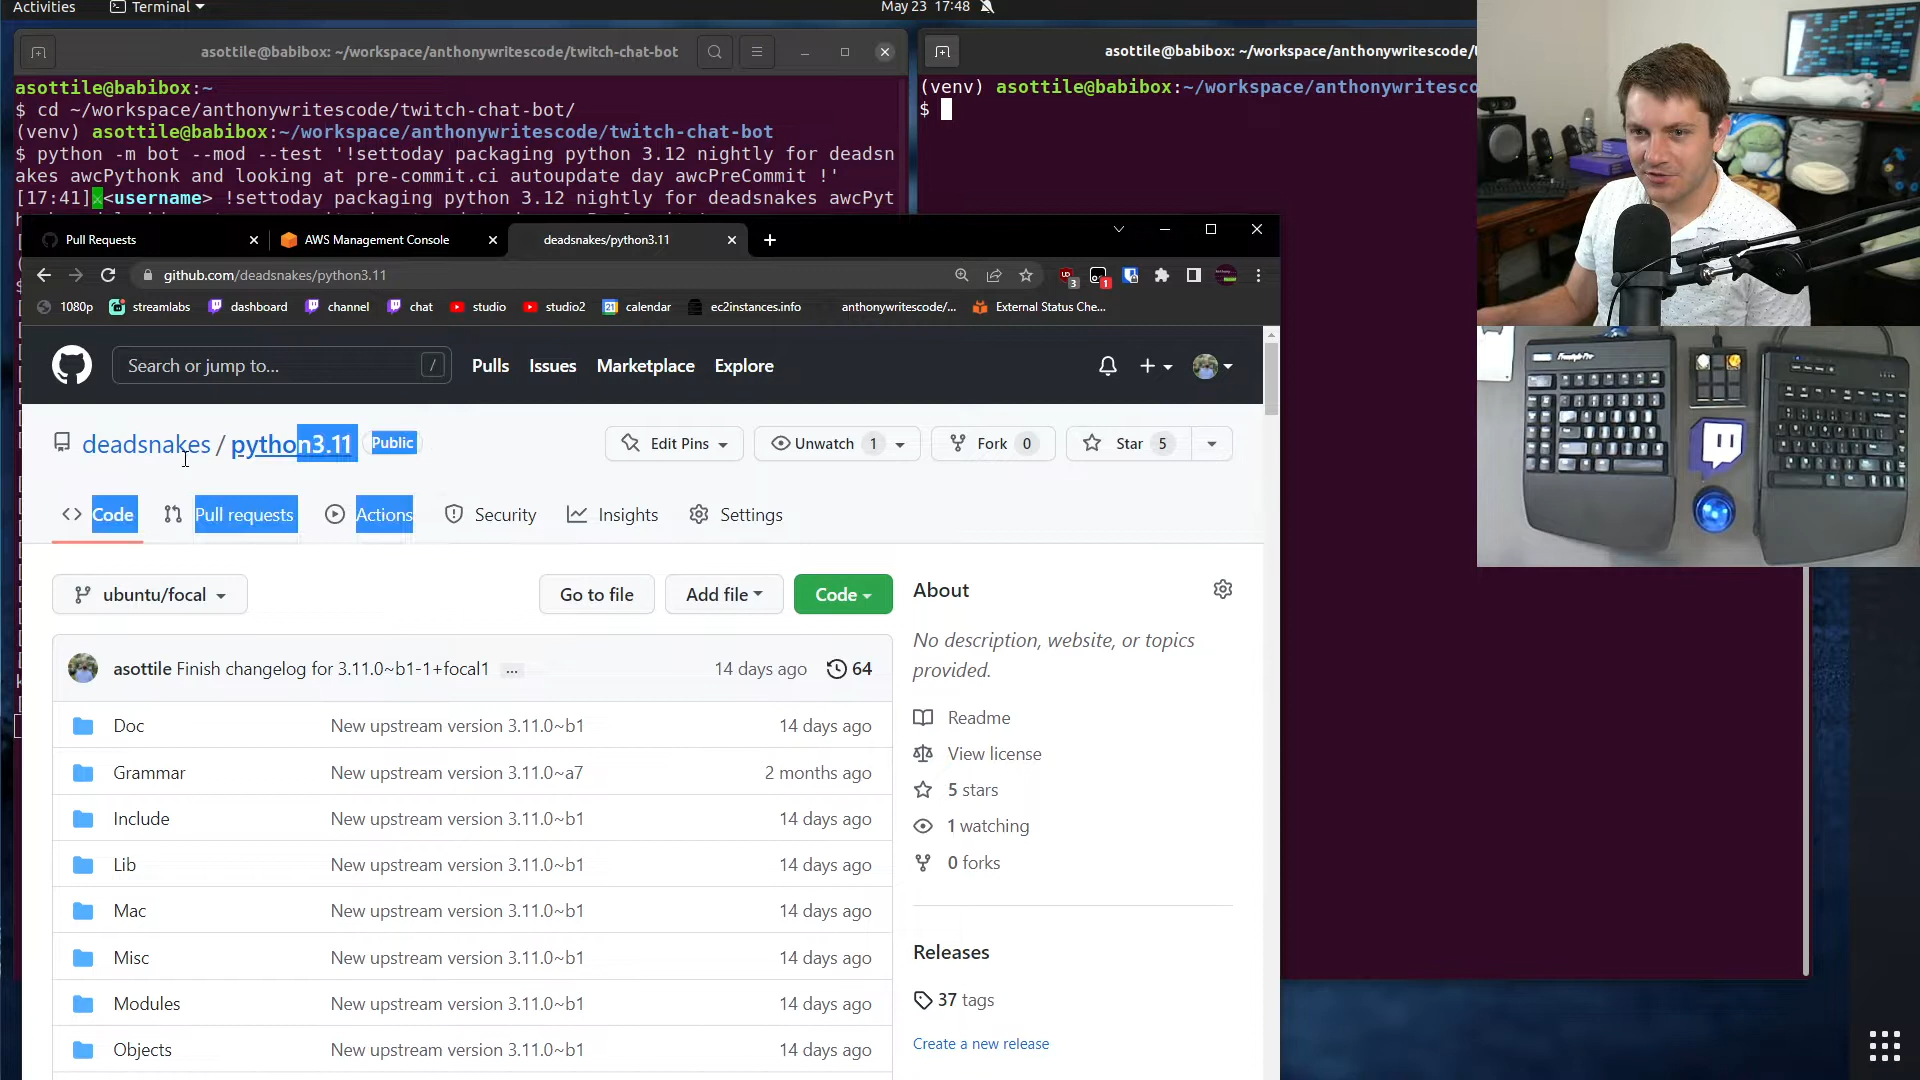 Activities
Terminal
May 23 17:48
asottile@babibox: ~/workspace/anthonywritescode/twitch-chat-bot
asottile@babibox:~
$ cd ~/workspace/anthonywritescode/twitch-chat-bot/
(venv) asottile@babibox:~/workspace/anthonywritescode/twitch-chat-bot
$ python -m bot --mod --test '!settoday packaging python 3.12 nightly for deadsn
akes awcPythonk and looking at pre-commit.ci autoupdate day awcPreCommit !'
[17:41]x<username> !settoday packaging python 3.12 nightly for deadsnakes awcPyt
asottile@babibox: ~/workspace/anthonywritescode/t
(venv) asottile@babibox:~/workspace/anthonywritesco
$
Pull Requests
AWS Management Console
deadsnakes/python3.11
github.com/deadsnakes/python3.11
3
1
1080p
streamlabs
dashboard
channel
chat
studio
studio2
calendar
ec2instances.info
anthonywritescode/...
External Status Che...
Search or jump to...
/
Pulls
Issues
Marketplace
Explore
deadsnakes / python3.11
Public
Edit Pins
Unwatch 1
Fork 0
Star 5
Code
Pull requests
Actions
Security
Insights
Settings
ubuntu/focal
Go to file
Add file
Code
asottile Finish changelog for 3.11.0~b1-1+focal1 ...
14 days ago
64
Doc New upstream version 3.11.0~b1 14 days ago
Grammar New upstream version 3.11.0~a7 2 months ago
Include New upstream version 3.11.0~b1 14 days ago
Lib New upstream version 3.11.0~b1 14 days ago
Mac New upstream version 3.11.0~b1 14 days ago
Misc New upstream version 3.11.0~b1 14 days ago
Modules New upstream version 3.11.0~b1 14 days ago
Objects New upstream version 3.11.0~b1 14 days ago
About
No description, website, or topics
provided.
Readme
View license
5 stars
1 watching
0 forks
Releases
37 tags
Create a new release
Freestyle Pro